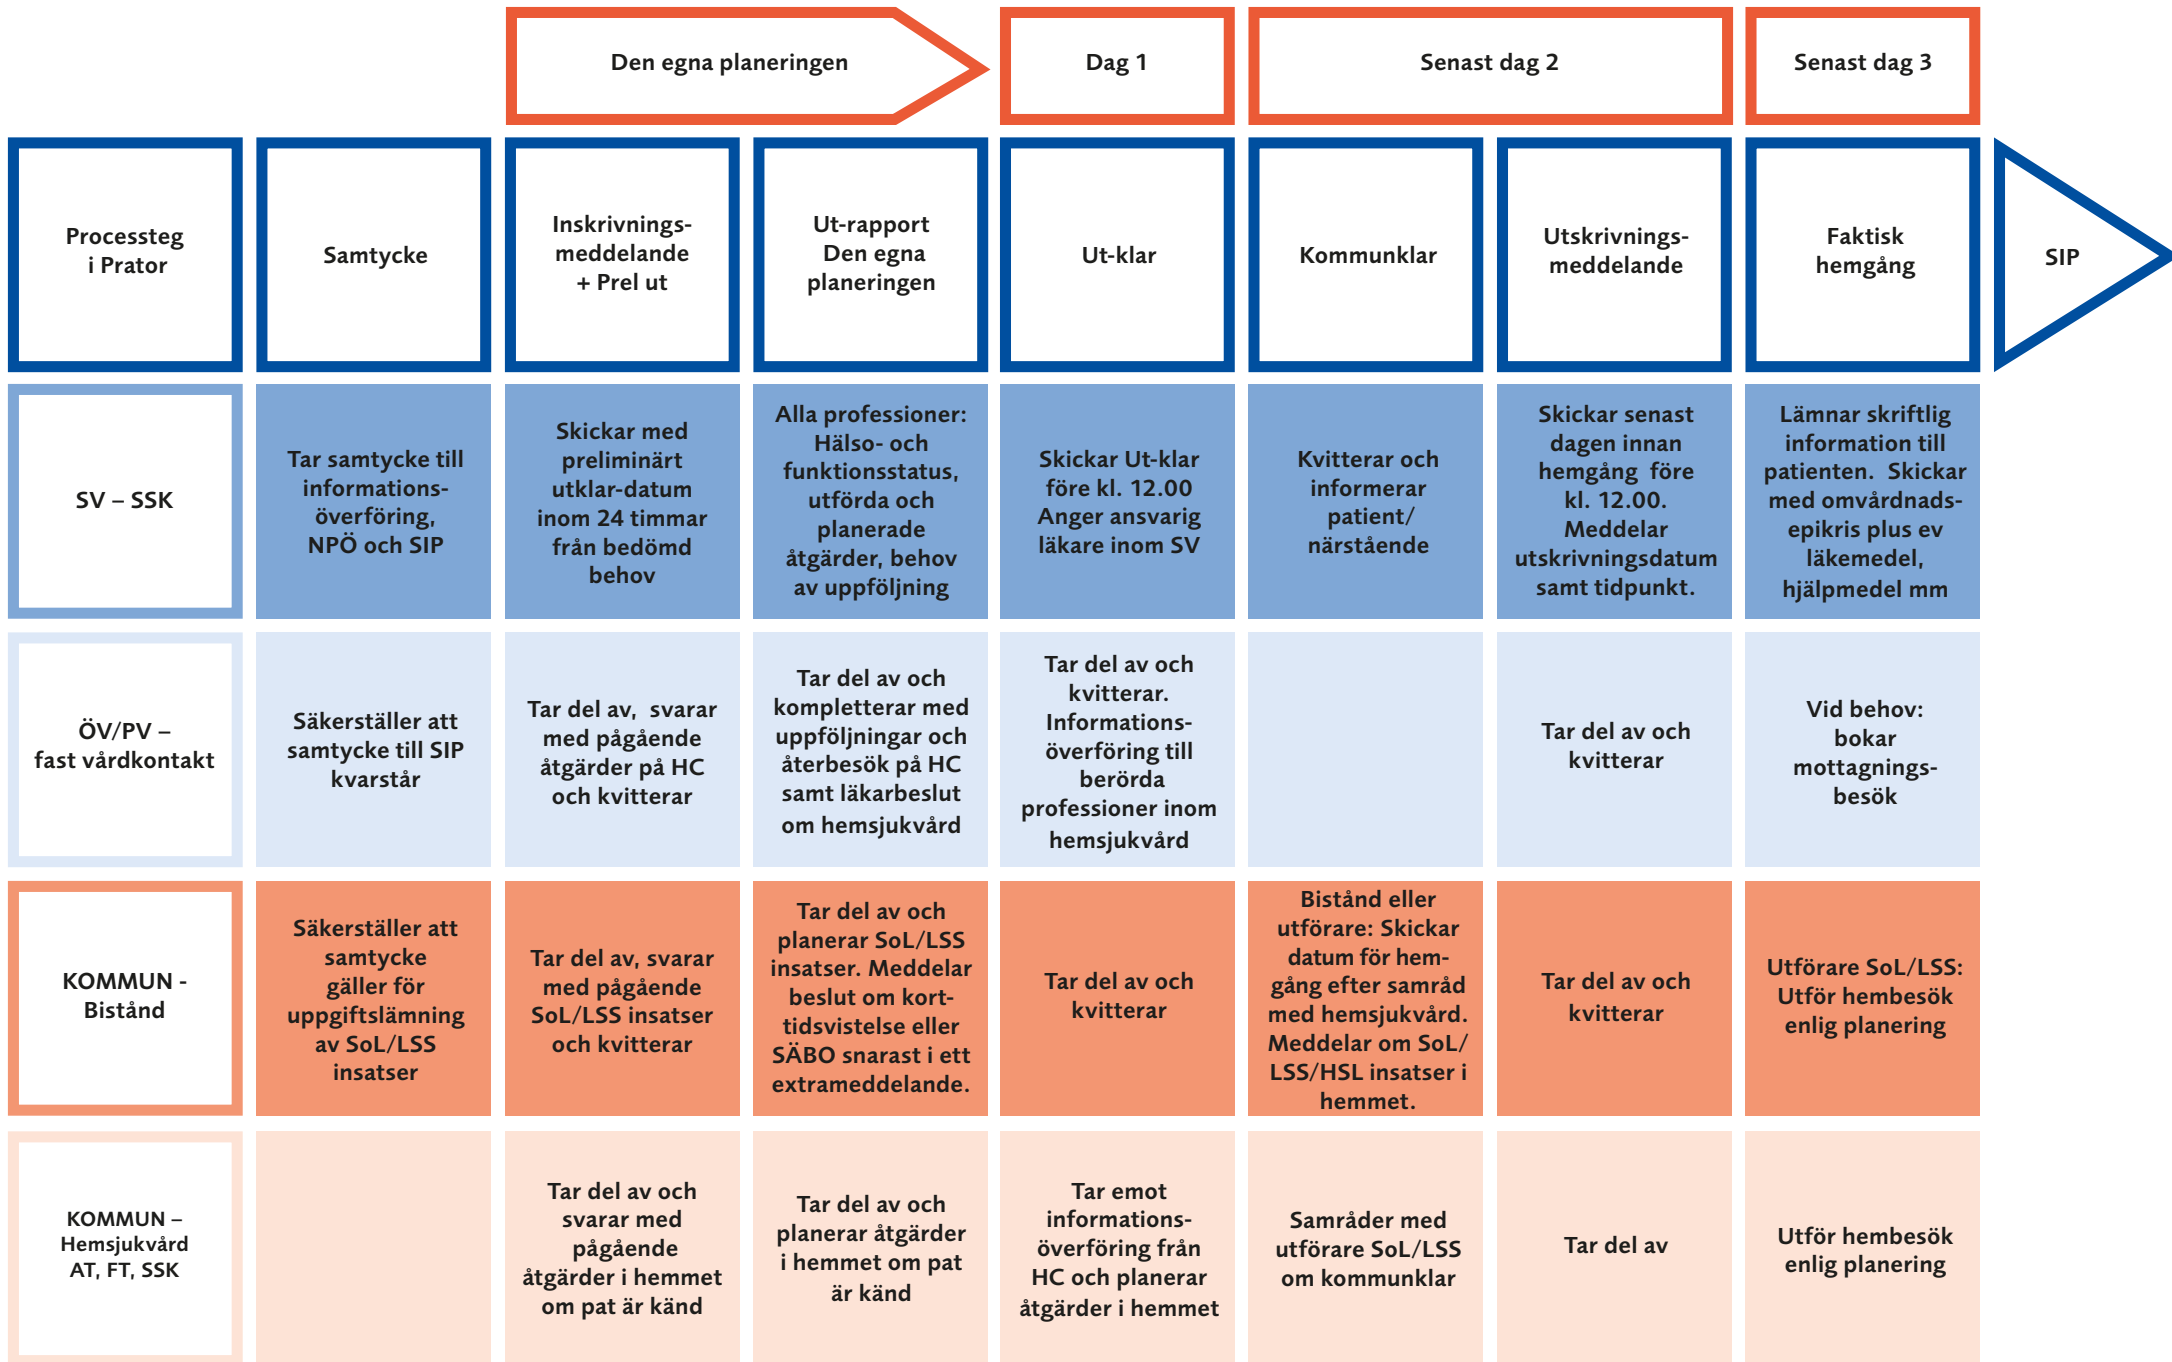 Den egna planeringen
Dag 1
Senast dag 2
Senast dag 3
Processteg
i Prator
Samtycke
Inskrivnings-
meddelande
+ Prel ut
Ut-rapport
Den egna
planeringen
Ut-klar
Kommunklar
Utskrivnings-
meddelande
Faktisk
hemgång
SIP
SV – SSK
Tar samtycke till
informations-
överföring,
NPÖ och SIP
Skickar med
preliminärt
utklar-datum
inom 24 timmar
från bedömd
behov
Alla professioner:
Hälso- och
funktionsstatus,
utförda och
planerade
åtgärder, behov
av uppföljning
Skickar Ut-klar
före kl. 12.00
Anger ansvarig
läkare inom SV
Kvitterar och
informerar
patient/
närstående
Skickar senast
dagen innan
hemgång före
kl. 12.00.
Meddelar
utskrivningsdatum
samt tidpunkt.
Lämnar skriftlig
information till
patienten. Skickar
med omvårdnads-
epikris plus ev
läkemedel,
hjälpmedel mm
ÖV/PV –
fast vårdkontakt
Säkerställer att
samtycke till SIP
kvarstår
Tar del av, svarar
med pågående
åtgärder på HC
och kvitterar
Tar del av och
kompletterar med
uppföljningar och
återbesök på HC
samt läkarbeslut
om hemsjukvård
Tar del av och
kvitterar.
Informations-
överföring till
berörda
professioner inom
hemsjukvård
Tar del av och
kvitterar
Vid behov:
bokar
mottagnings-
besök
KOMMUN -
Bistånd
Säkerställer att
samtycke
gäller för
uppgiftslämning
av SoL/LSS
insatser
Tar del av, svarar
med pågående
SoL/LSS insatser
och kvitterar
Tar del av och
planerar SoL/LSS
insatser. Meddelar
beslut om kort-
tidsvistelse eller
SÄBO snarast i ett
extrameddelande.
Tar del av och
kvitterar
Bistånd eller
utförare: Skickar
datum för hem-
gång efter samråd
med hemsjukvård.
Meddelar om SoL/
LSS/HSL insatser i
hemmet.
Tar del av och
kvitterar
Utförare SoL/LSS:
Utför hembesök
enlig planering
KOMMUN –
Hemsjukvård
AT, FT, SSK
Tar del av och
svarar med
pågående
åtgärder i hemmet
om pat är känd
Tar del av och
planerar åtgärder
i hemmet om pat
är känd
Tar emot
informations-
överföring från
HC och planerar
åtgärder i hemmet
Samråder med
utförare SoL/LSS
om kommunklar
Tar del av
Utför hembesök
enlig planering